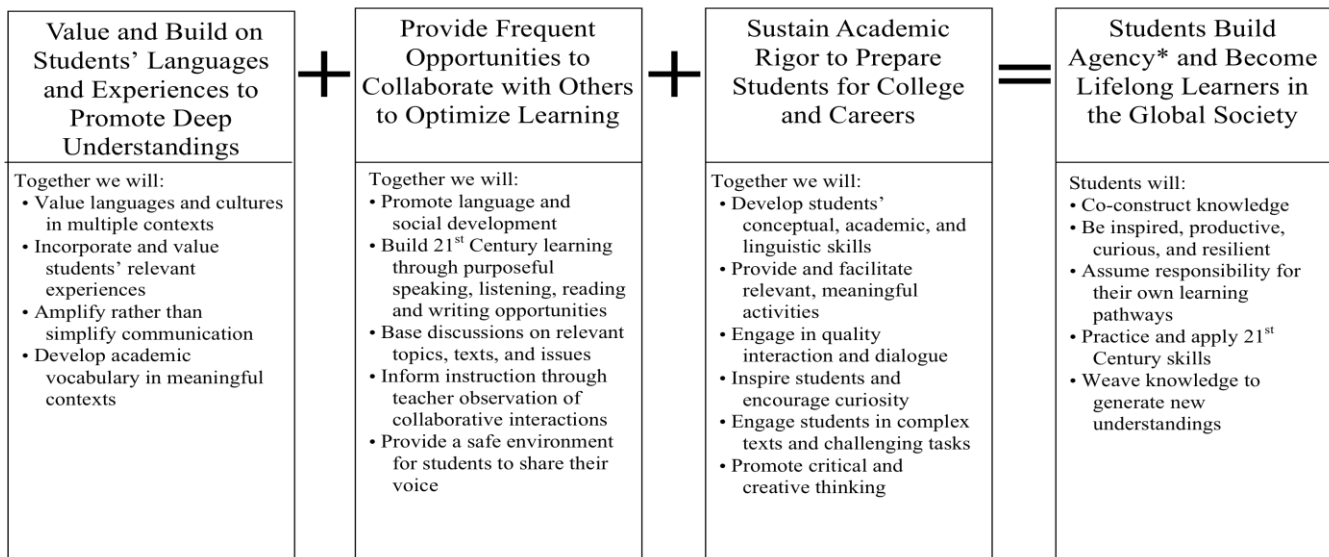 Value and Build on
Students' Languages
and Experiences to
Promote Deep
Understandings
Together we will:
• Value languages and cultures
in multiple contexts
• Incorporate and value
students' relevant
experiences
• Amplify rather than
simplify communication
• Develop academic
vocabulary in meaningful
contexts
+
Provide Frequent
Opportunities to
Collaborate with Others
to Optimize Learning
Together we will:
• Promote language and
social development
• Build 21st Century learning
through purposeful
speaking, listening, reading
and writing opportunities
• Base discussions on relevant
topics, texts, and issues
• Inform instruction through
teacher observation of
collaborative interactions
• Provide a safe environment
for students to share their
voice
+
Sustain Academic
Rigor to Prepare
Students for College
and Careers
Together we will:
• Develop students'
conceptual, academic, and
linguistic skills
• Provide and facilitate
relevant, meaningful
activities
• Engage in quality
interaction and dialogue
• Inspire students and
encourage curiosity
• Engage students in complex
texts and challenging tasks
• Promote critical and
creative thinking
=
Students Build
Agency* and Become
Lifelong Learners in
the Global Society
Students will:
• Co-construct knowledge
• Be inspired, productive,
curious, and resilient
• Assume responsibility for
their own learning
pathways
• Practice and apply 21st
Century skills
• Weave knowledge to
generate new
understandings